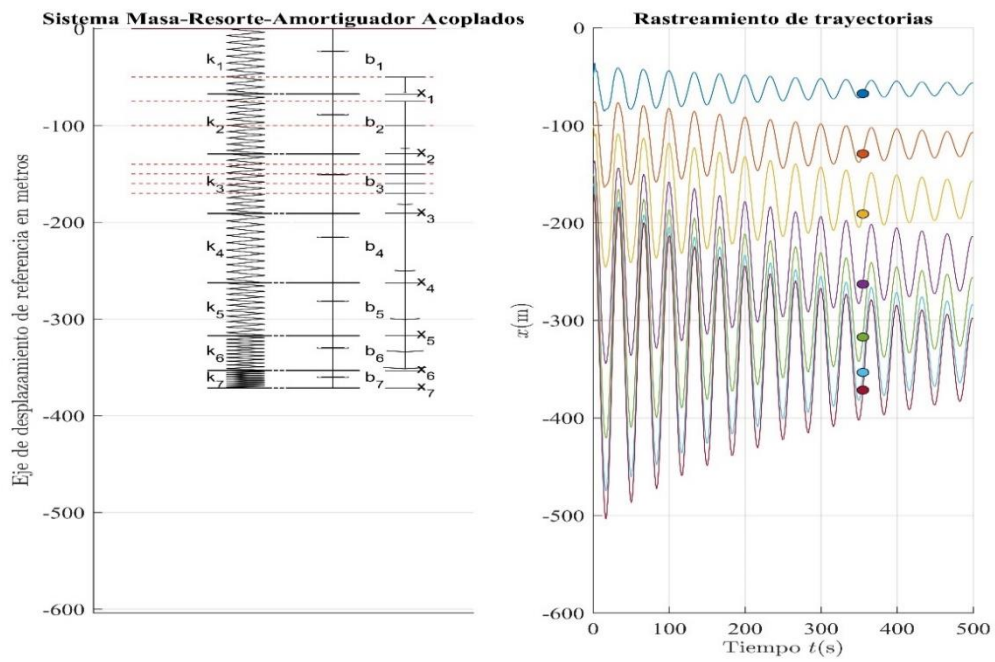 Sistema Masa-Resorte-Amortiguador Acoplados
Eje de desplazamiento de referencia en metros
0
-100
-200
-300
-400
-500
-600
k1 b1
x1
k2 b2
x2
k3 b3
x3
k4 b4
x4
k5 b5
x5
k6 b6
x6
k7 b7
x7
Rastreamiento de trayectorias
x(m)
0
-100
-200
-300
-400
-500
-600
0 100 200 300 400 500
Tiempo t(s)